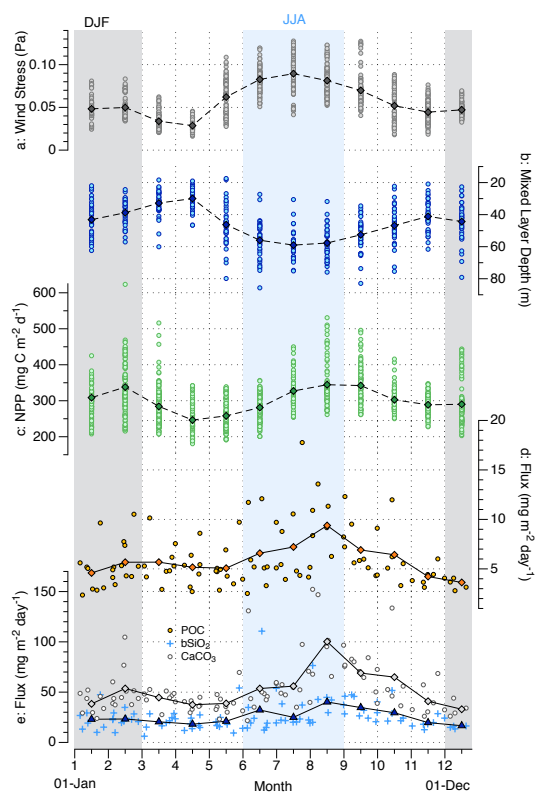 DJF
JJA
a: Wind Stress (Pa)
0.10
0.05
0
b: Mixed Layer Depth (m)
20
40
60
80
c: NPP (mg C m⁻² d⁻¹)
600
500
400
300
200
d: Flux (mg m⁻² day⁻¹)
20
15
10
5
e: Flux (mg m⁻² day⁻¹)
150
100
50
0
POC
bSiO₂
CaCO₃
1 2 3 4 5 6 7 8 9 10 11 12
01-Jan Month 01-Dec